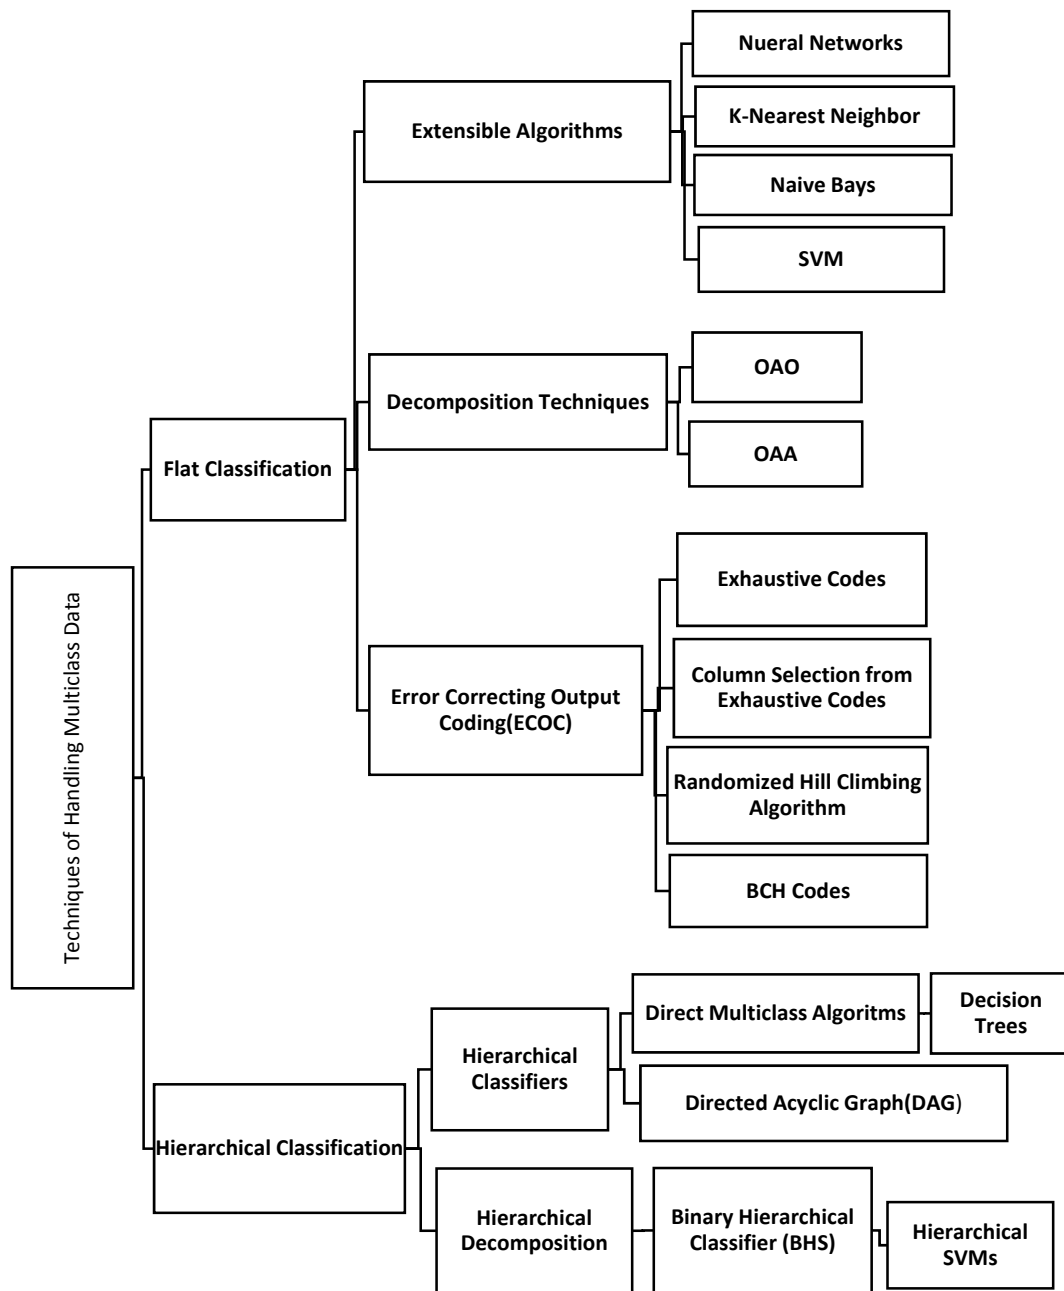 Nueral Networks
K-Nearest Neighbor
Extensible Algorithms
Naive Bays
SVM
OAO
Decomposition Techniques
OAA
Flat Classification
Exhaustive Codes
Column Selection from
Exhaustive Codes
Error Correcting Output
Coding(ECOC)
Randomized Hill Climbing
Algorithm
BCH Codes
Techniques of Handling Multiclass Data
Direct Multiclass Algoritms
Decision
Trees
Hierarchical
Classifiers
Directed Acyclic Graph(DAG)
Hierarchical Classification
Hierarchical
Decomposition
Binary Hierarchical
Classifier (BHS)
Hierarchical
SVMs